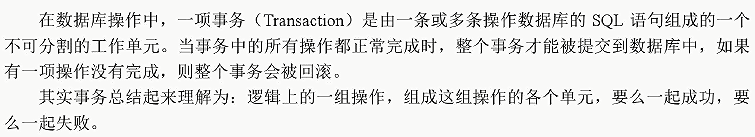 在数据库操作中，一项事务（Transaction）是由一条或多条操作数据库的 SQL 语句组成的一个
不可分割的工作单元。当事务中的所有操作都正常完成时，整个事务才能被提交到数据库中，如果
有一项操作没有完成，则整个事务会被回滚。
其实事务总结起来理解为：逻辑上的一组操作，组成这组操作的各个单元，要么一起成功，要
么一起失败。